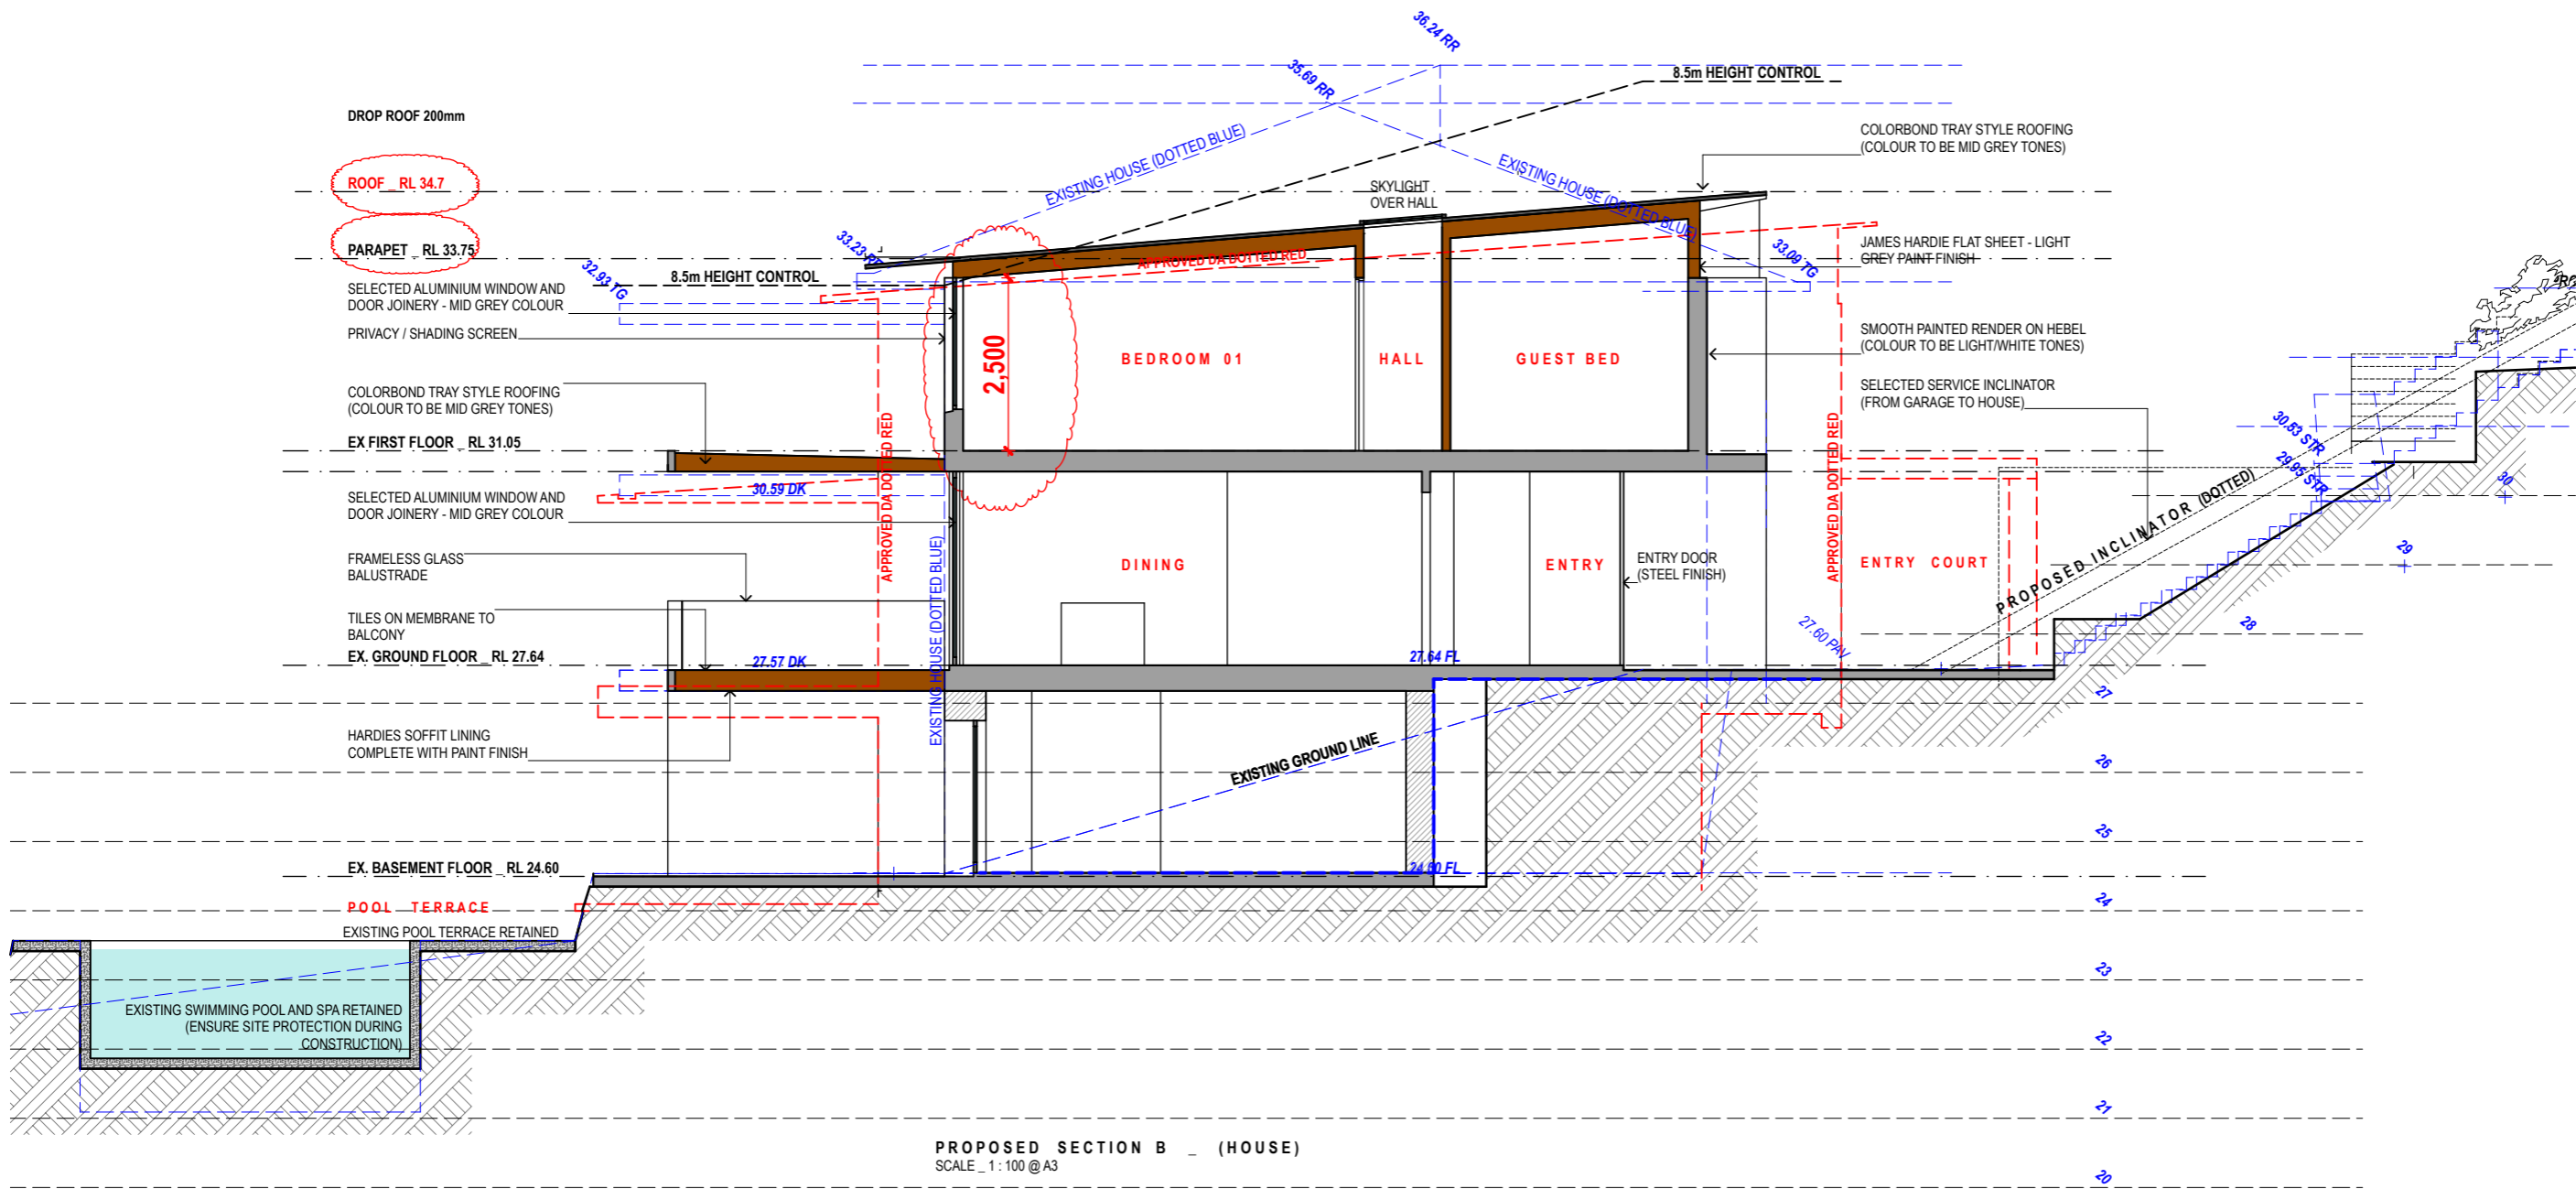 36.24 RR
35.69 RR
8.5m HEIGHT CONTROL
DROP ROOF 200mm
COLORBOND TRAY STYLE ROOFING
(COLOUR TO BE MID GREY TONES)
EXISTING HOUSE (DOTTED BLUE)
EXISTING HOUSE (DOTTED BLUE)
ROOF _ RL 34.7
SKYLIGHT
OVER HALL
PARAPET _ RL 33.75
33.23 RR
33.09 TG
JAMES HARDIE FLAT SHEET - LIGHT
GREY PAINT FINISH
APPROVED DA DOTTED RED
8.5m HEIGHT CONTROL
32.93 TG
SELECTED ALUMINIUM WINDOW AND
DOOR JOINERY - MID GREY COLOUR
PRIVACY / SHADING SCREEN
SMOOTH PAINTED RENDER ON HEBEL
(COLOUR TO BE LIGHT/WHITE TONES)
2,500
BEDROOM 01
HALL
GUEST BED
COLORBOND TRAY STYLE ROOFING
(COLOUR TO BE MID GREY TONES)
SELECTED SERVICE INCLINATOR
(FROM GARAGE TO HOUSE)
EX FIRST FLOOR _ RL 31.05
30.53 STR
29.95 STR
30
30.59 DK
APPROVED DA DOTTED RED
APPROVED DA DOTTED RED
SELECTED ALUMINIUM WINDOW AND
DOOR JOINERY - MID GREY COLOUR
PROPOSED INCLINATOR (DOTTED)
29
FRAMELESS GLASS
BALUSTRADE
DINING
ENTRY
ENTRY DOOR
(STEEL FINISH)
ENTRY COURT
EXISTING HOUSE (DOTTED BLUE)
TILES ON MEMBRANE TO
BALCONY
28
27.60 PAV
EX. GROUND FLOOR _ RL 27.64
27.57 DK
27.64 FL
27
HARDIES SOFFIT LINING
COMPLETE WITH PAINT FINISH
EXISTING GROUND LINE
26
25
EX. BASEMENT FLOOR _ RL 24.60
24.60 FL
24
POOL TERRACE
EXISTING POOL TERRACE RETAINED
23
EXISTING SWIMMING POOL AND SPA RETAINED
(ENSURE SITE PROTECTION DURING
CONSTRUCTION)
22
21
PROPOSED SECTION B _ (HOUSE)
SCALE _ 1 : 100 @ A3
20